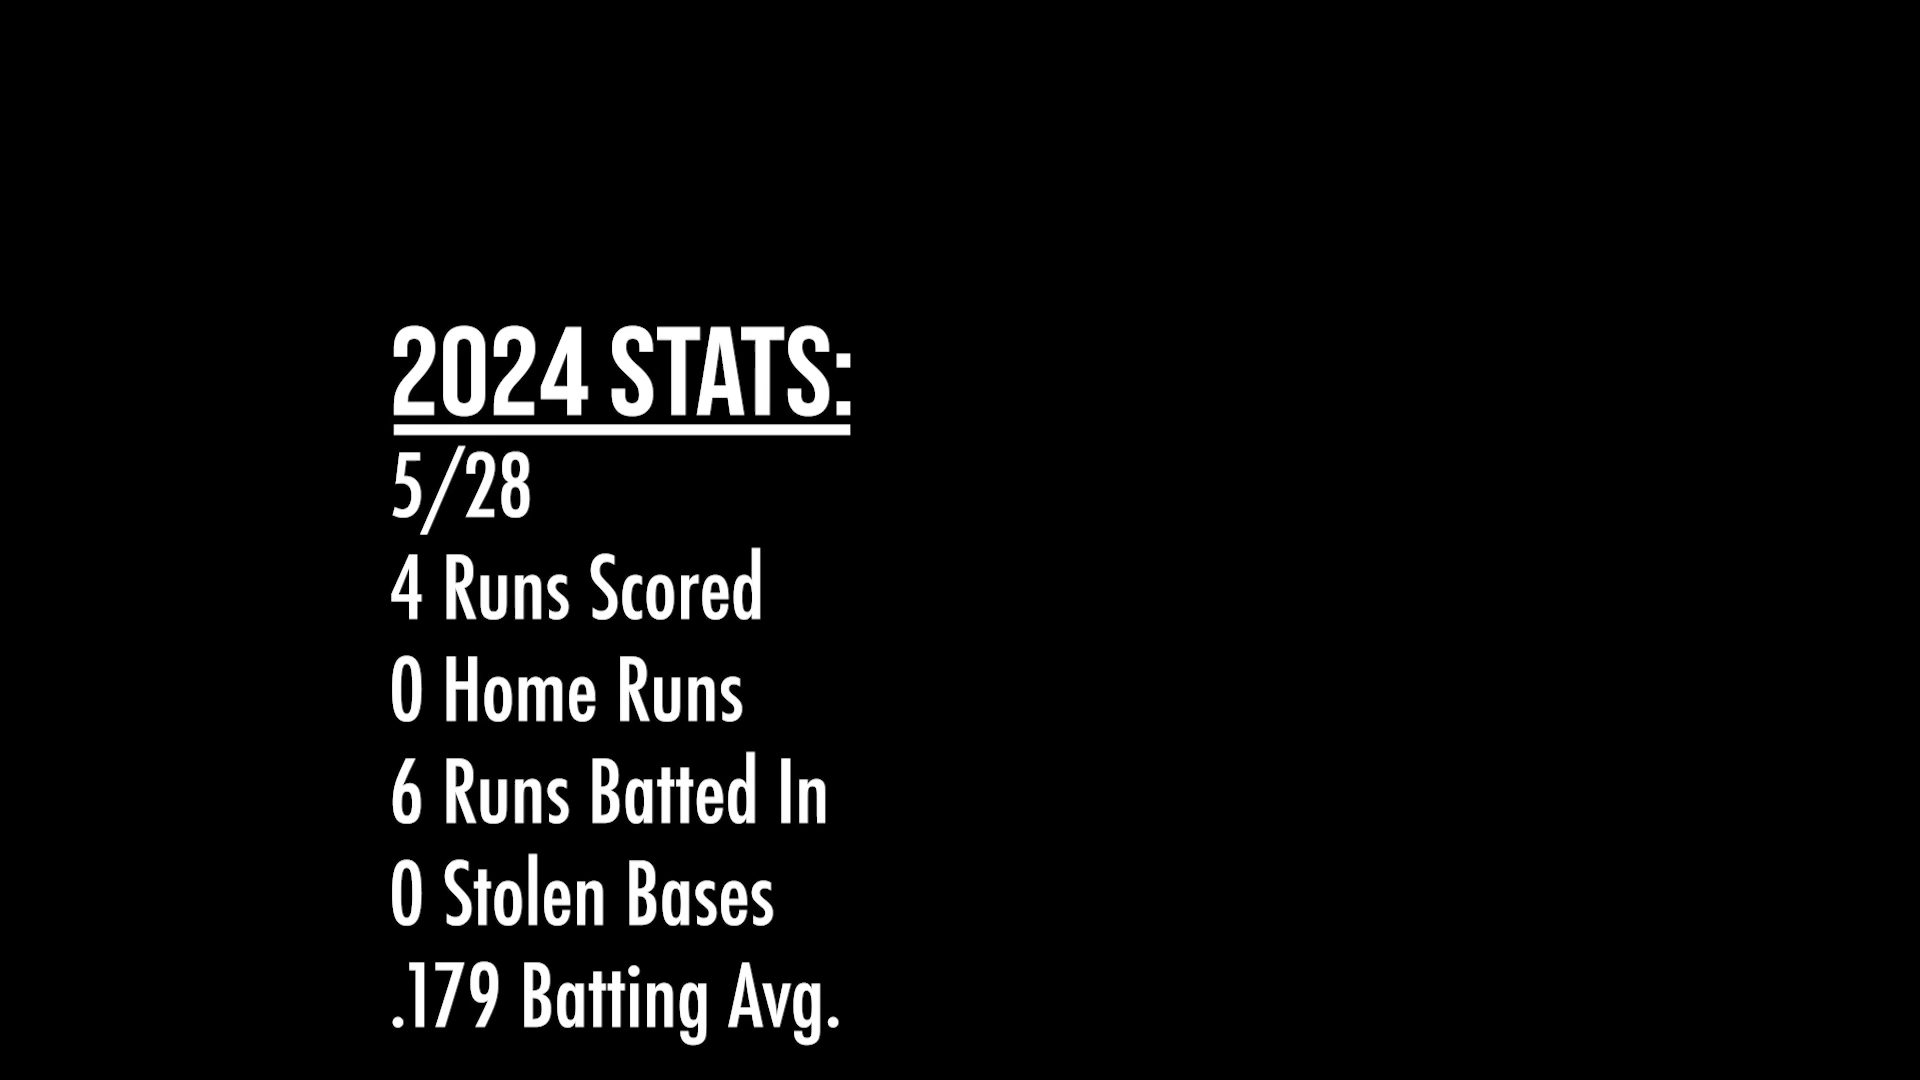 2024 STATS:
5/28
4 Runs Scored
0 Home Runs
6 Runs Batted In
0 Stolen Bases
.179 Batting Avg.